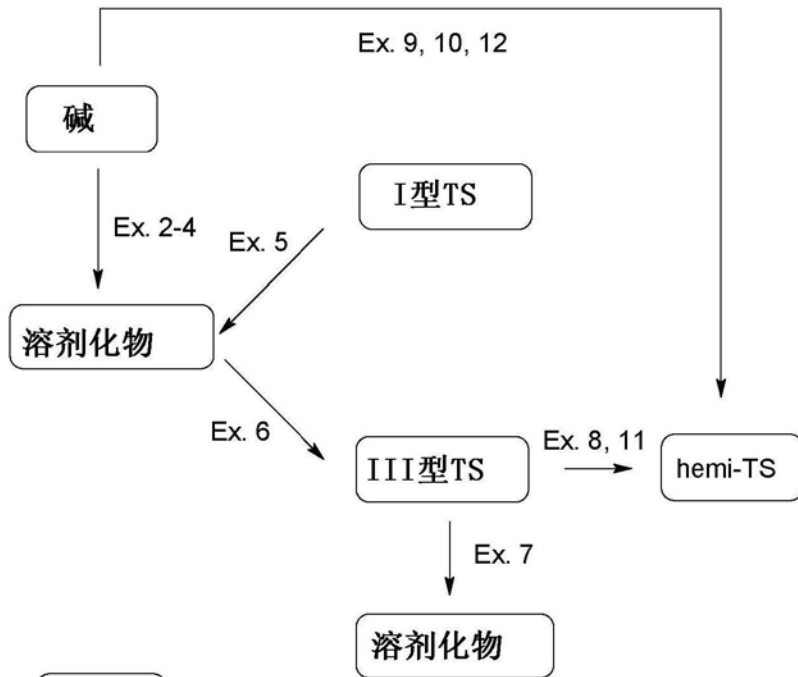 Ex. 9, 10, 12
碱
I型TS
Ex. 2-4
Ex. 5
溶剂化物
Ex. 6
III型TS
Ex. 8, 11
hemi-TS
Ex. 7
溶剂化物